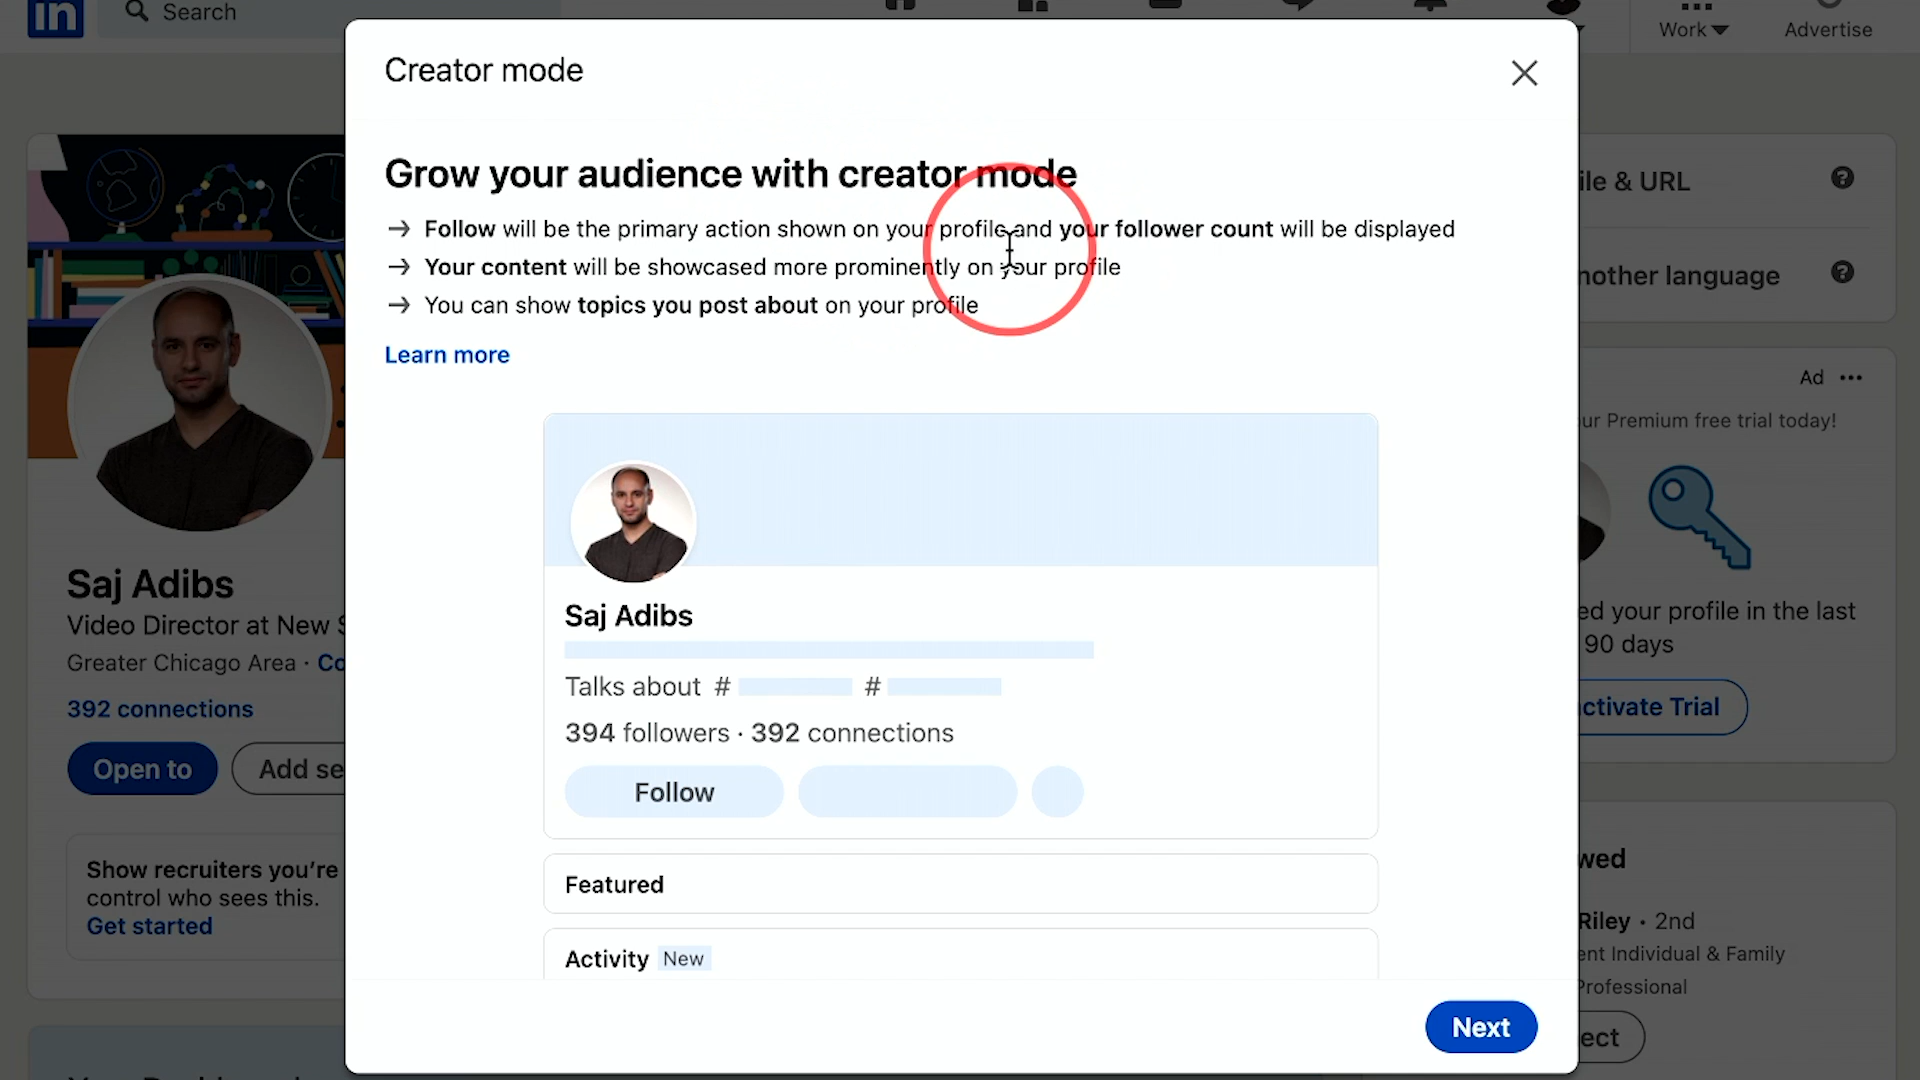 in
Search
Work
Advertise
Creator mode
Grow your audience with creator mode
→ Follow will be the primary action shown on your profile and your follower count will be displayed
→ Your content will be showcased more prominently on your profile
→ You can show topics you post about on your profile
Learn more
Saj Adibs
Talks about # #
394 followers · 392 connections
Follow
Featured
Activity New
Next
Saj Adibs
Video Director at New
Greater Chicago Area · Co
392 connections
Open to
Add se
Show recruiters you're
control who sees this.
Get started
ile & URL
nother language
Ad
ur Premium free trial today!
ed your profile in the last
90 days
ctivate Trial
wed
Riley · 2nd
ent Individual & Family
Professional
ect